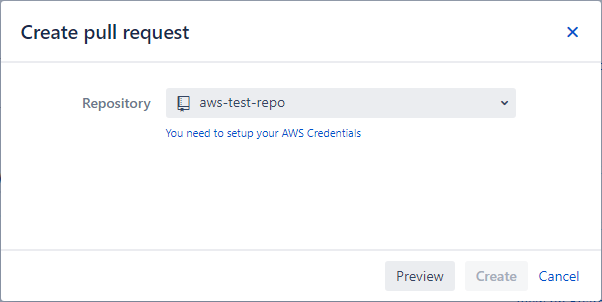 Create pull request
Repository
aws-test-repo
You need to setup your AWS Credentials
Preview
Create
Cancel